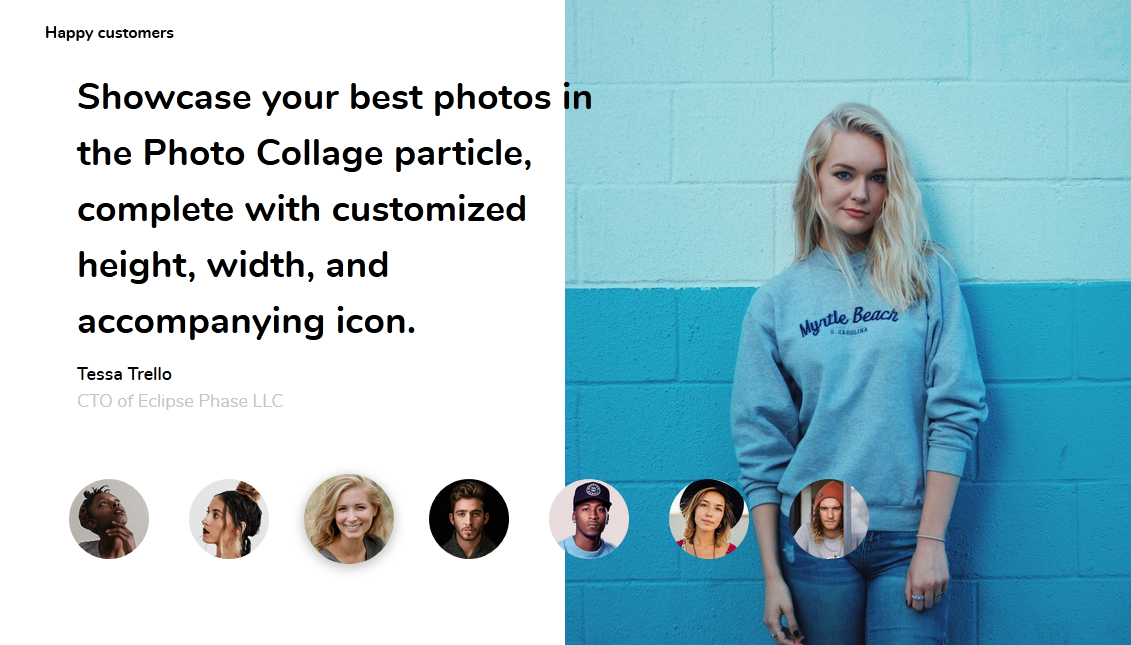 Happy customers
Showcase your best photos in
the Photo Collage particle,
complete with customized
height, width, and
accompanying icon.
Tessa Trello
CTO of Eclipse Phase LLC
Myrtle Beach
S. CAROLINA